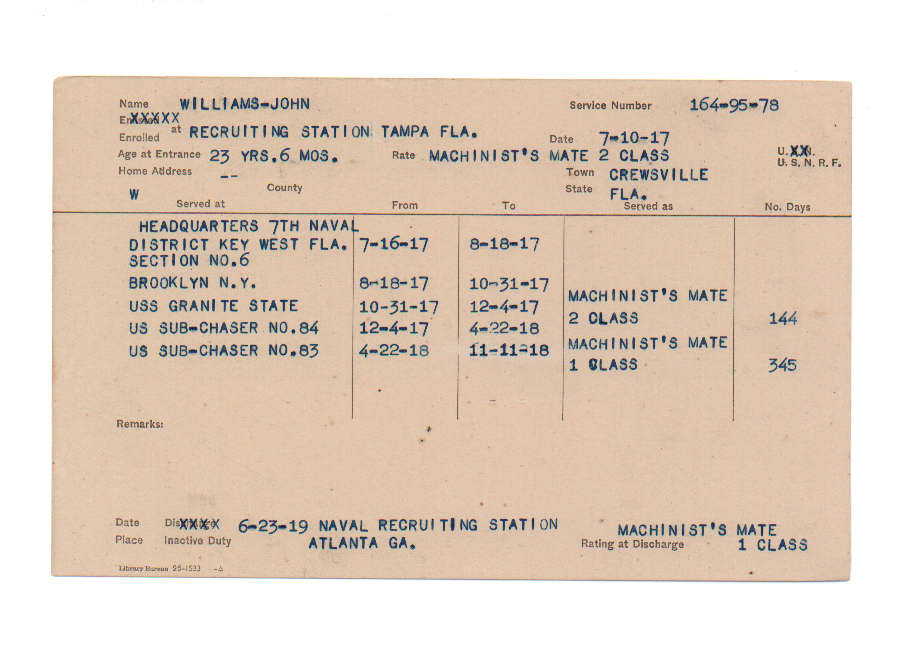 Name WILLIAMS-JOHN Service Number 164-95-78
Enlisted XXXXX
Enrolled at RECRUITING STATION TAMPA FLA. Date 7-10-17
Age at Entrance 23 YRS.6 MOS. Rate MACHINIST'S MATE 2 CLASS U.XX.
U. S. N. R. F.
Home Address -- Town CREWSVILLE
W County State FLA.
Served at From To Served as No. Days
HEADQUARTERS 7TH NAVAL
DISTRICT KEY WEST FLA. 7-16-17 8-18-17
SECTION NO.6
BROOKLYN N.Y. 8-18-17 10-31-17
MACHINIST'S MATE
USS GRANITE STATE 10-31-17 12-4-17
2 CLASS 144
US SUB-CHASER NO.84 12-4-17 4-22-18
MACHINIST'S MATE
US SUB-CHASER NO.83 4-22-18 11-11-18
1 CLASS 345
Remarks:
Date XXXX 6-23-19 NAVAL RECRUITING STATION MACHINIST'S MATE
Place Inactive Duty ATLANTA GA. Rating at Discharge 1 CLASS
Library Bureau 25-1533